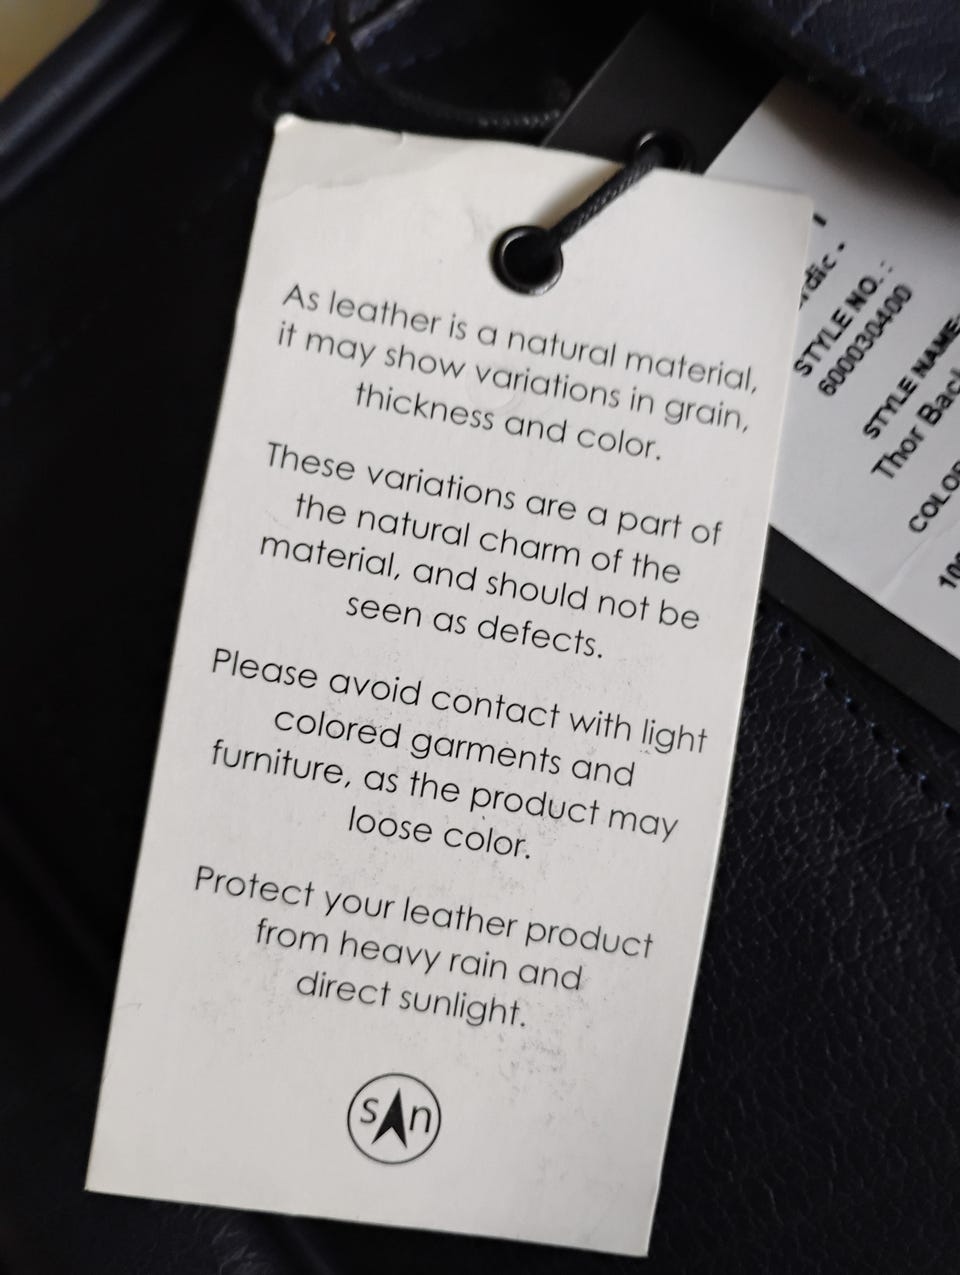 As leather is a natural material,
it may show variations in grain,
thickness and color.
These variations are a part of
the natural charm of the
material, and should not be
seen as defects.
Please avoid contact with light
colored garments and
furniture, as the product may
loose color.
Protect your leather product
from heavy rain and
direct sunlight.
sAn
STYLE NO. :
600030400
STYLE NAME:
Thor